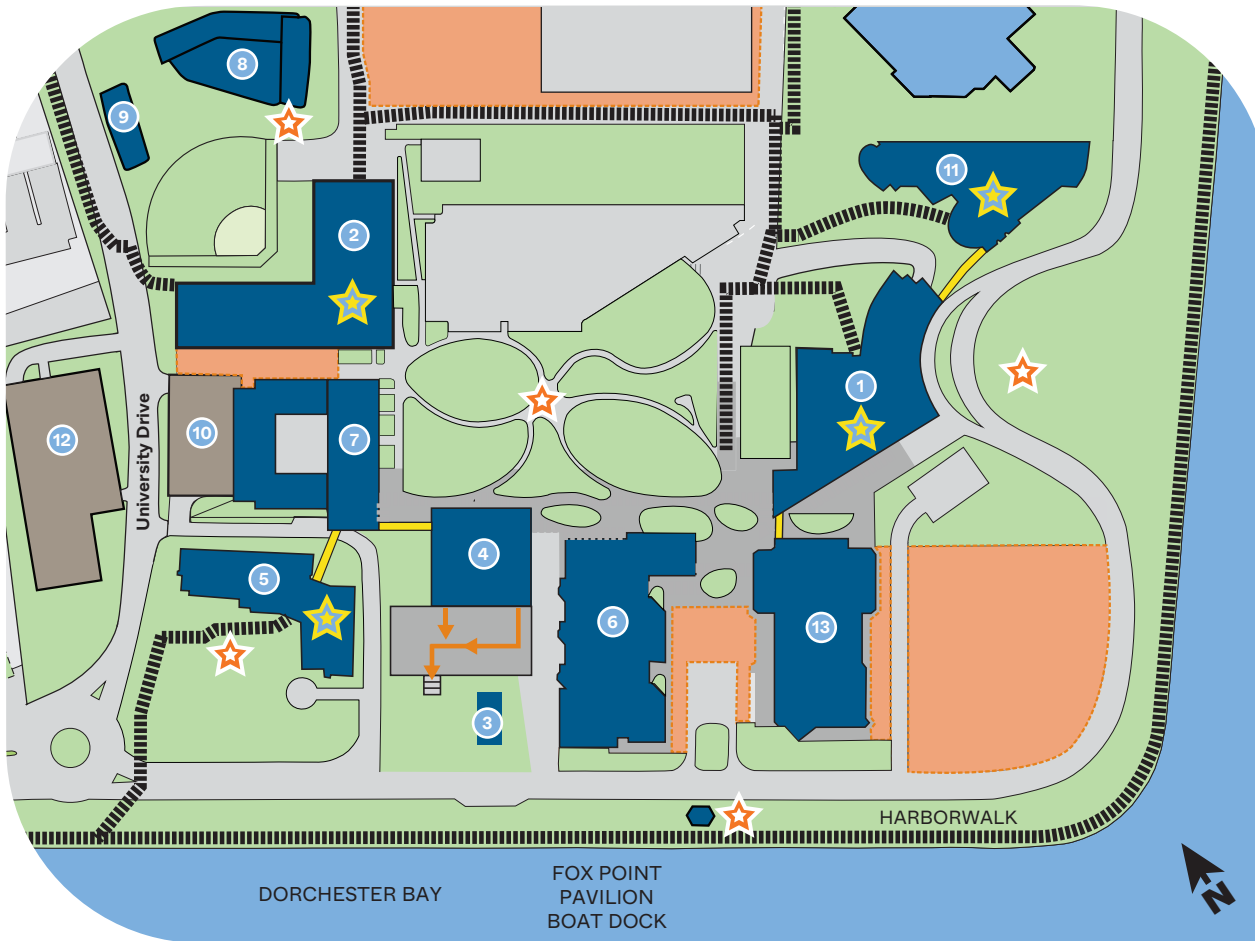 8
9
11
2
1
University Drive
12
10
7
4
5
6
13
3
HARBORWALK
FOX POINT
PAVILION
BOAT DOCK
DORCHESTER BAY
N